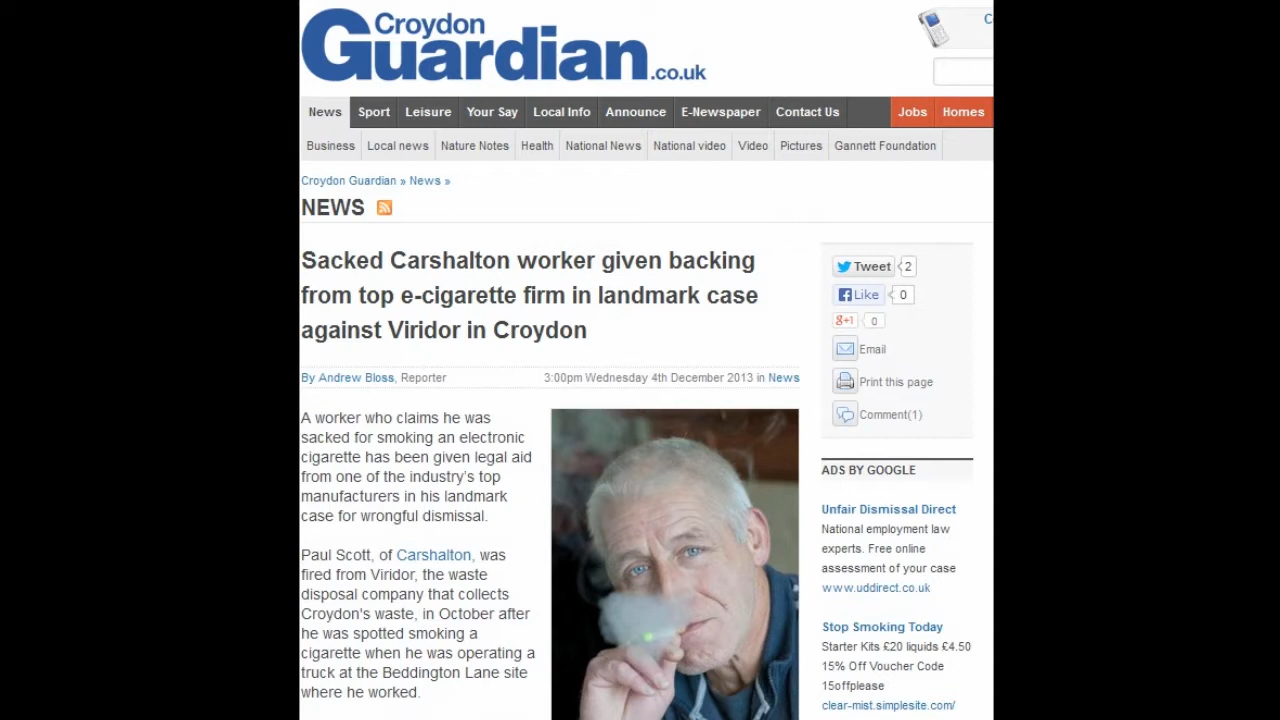 Croydon
Guardian.co.uk
C
News Sport Leisure Your Say Local Info Announce E-Newspaper Contact Us Jobs Homes
Business Local news Nature Notes Health National News National video Video Pictures Gannett Foundation
Croydon Guardian » News »
NEWS
Sacked Carshalton worker given backing
from top e-cigarette firm in landmark case
against Viridor in Croydon
By Andrew Bloss, Reporter 3:00pm Wednesday 4th December 2013 in News
A worker who claims he was
sacked for smoking an electronic
cigarette has been given legal aid
from one of the industry's top
manufacturers in his landmark
case for wrongful dismissal.
Paul Scott, of Carshalton, was
fired from Viridor, the waste
disposal company that collects
Croydon's waste, in October after
he was spotted smoking a
cigarette when he was operating a
truck at the Beddington Lane site
where he worked.
Tweet 2
Like 0
g+1 0
Email
Print this page
Comment(1)
ADS BY GOOGLE
Unfair Dismissal Direct
National employment law
experts. Free online
assessment of your case
www.uddirect.co.uk
Stop Smoking Today
Starter Kits £20 liquids £4.50
15% Off Voucher Code
15offplease
clear-mist.simplesite.com/